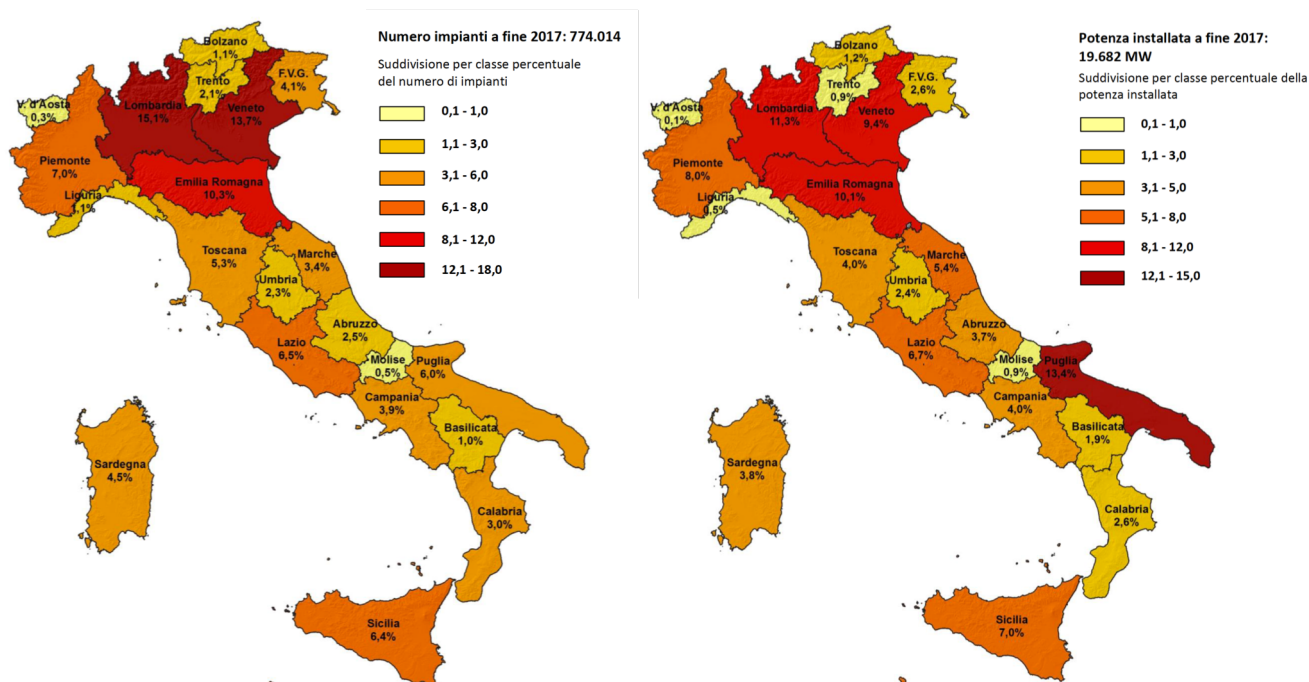 Numero impianti a fine 2017: 774.014
Suddivisione per classe percentuale
del numero di impianti
0,1 - 1,0
1,1 - 3,0
3,1 - 6,0
6,1 - 8,0
8,1 - 12,0
12,1 - 18,0
Bolzano
1,1%
Trento
2,1%
F.V.G.
4,1%
V. d'Aosta
0,3%
Lombardia
15,1%
Veneto
13,7%
Piemonte
7,0%
Liguria
1,1%
Emilia Romagna
10,3%
Toscana
5,3%
Marche
3,4%
Umbria
2,3%
Abruzzo
2,5%
Lazio
6,5%
Molise
0,5%
Puglia
6,0%
Campania
3,9%
Basilicata
1,0%
Sardegna
4,5%
Calabria
3,0%
Sicilia
6,4%
Potenza installata a fine 2017:
19.682 MW
Suddivisione per classe percentuale della
potenza installata
0,1 - 1,0
1,1 - 3,0
3,1 - 5,0
5,1 - 8,0
8,1 - 12,0
12,1 - 15,0
Bolzano
1,2%
Trento
0,9%
F.V.G.
2,6%
V. d'Aosta
0,1%
Lombardia
11,3%
Veneto
9,4%
Piemonte
8,0%
Liguria
0,5%
Emilia Romagna
10,1%
Toscana
4,0%
Marche
5,4%
Umbria
2,4%
Abruzzo
3,7%
Lazio
6,7%
Molise
0,9%
Puglia
13,4%
Campania
4,0%
Basilicata
1,9%
Sardegna
3,8%
Calabria
2,6%
Sicilia
7,0%